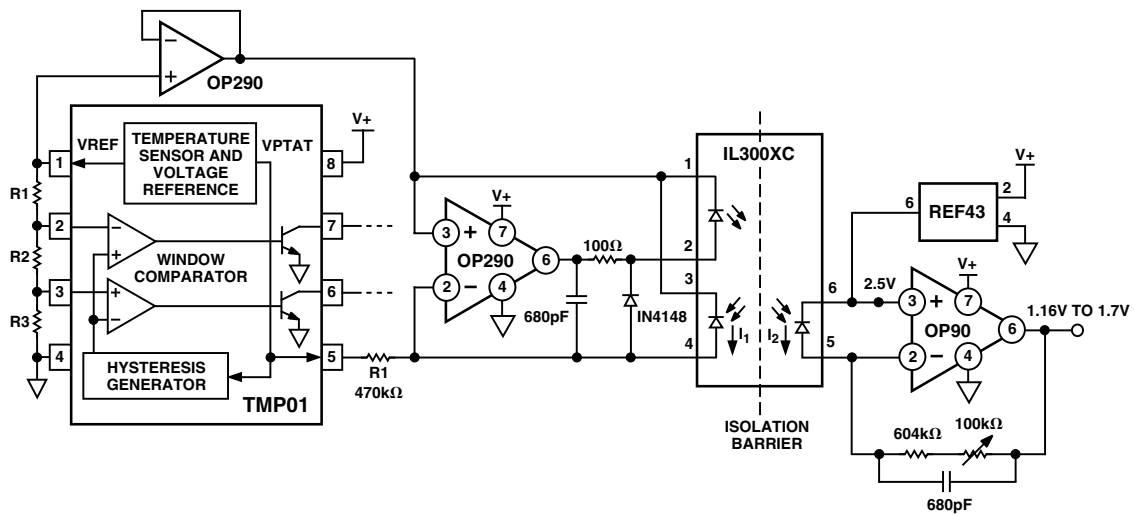 −
+
OP290
VREF
TEMPERATURE
SENSOR AND
VOLTAGE
REFERENCE
VPTAT
V+
1
8
R1
2
−
+
7
R2
WINDOW
COMPARATOR
3
+
−
6
R3
4
HYSTERESIS
GENERATOR
5
TMP01
R1
470kΩ
V+
3
+
7
OP290
6
2
−
4
100Ω
680pF
IN4148
IL300XC
1
2
3
4
I1
I2
6
5
ISOLATION
BARRIER
V+
6
REF43
2
4
2.5V
V+
3
+
7
OP90
6
2
−
4
1.16V TO 1.7V
604kΩ
100kΩ
680pF